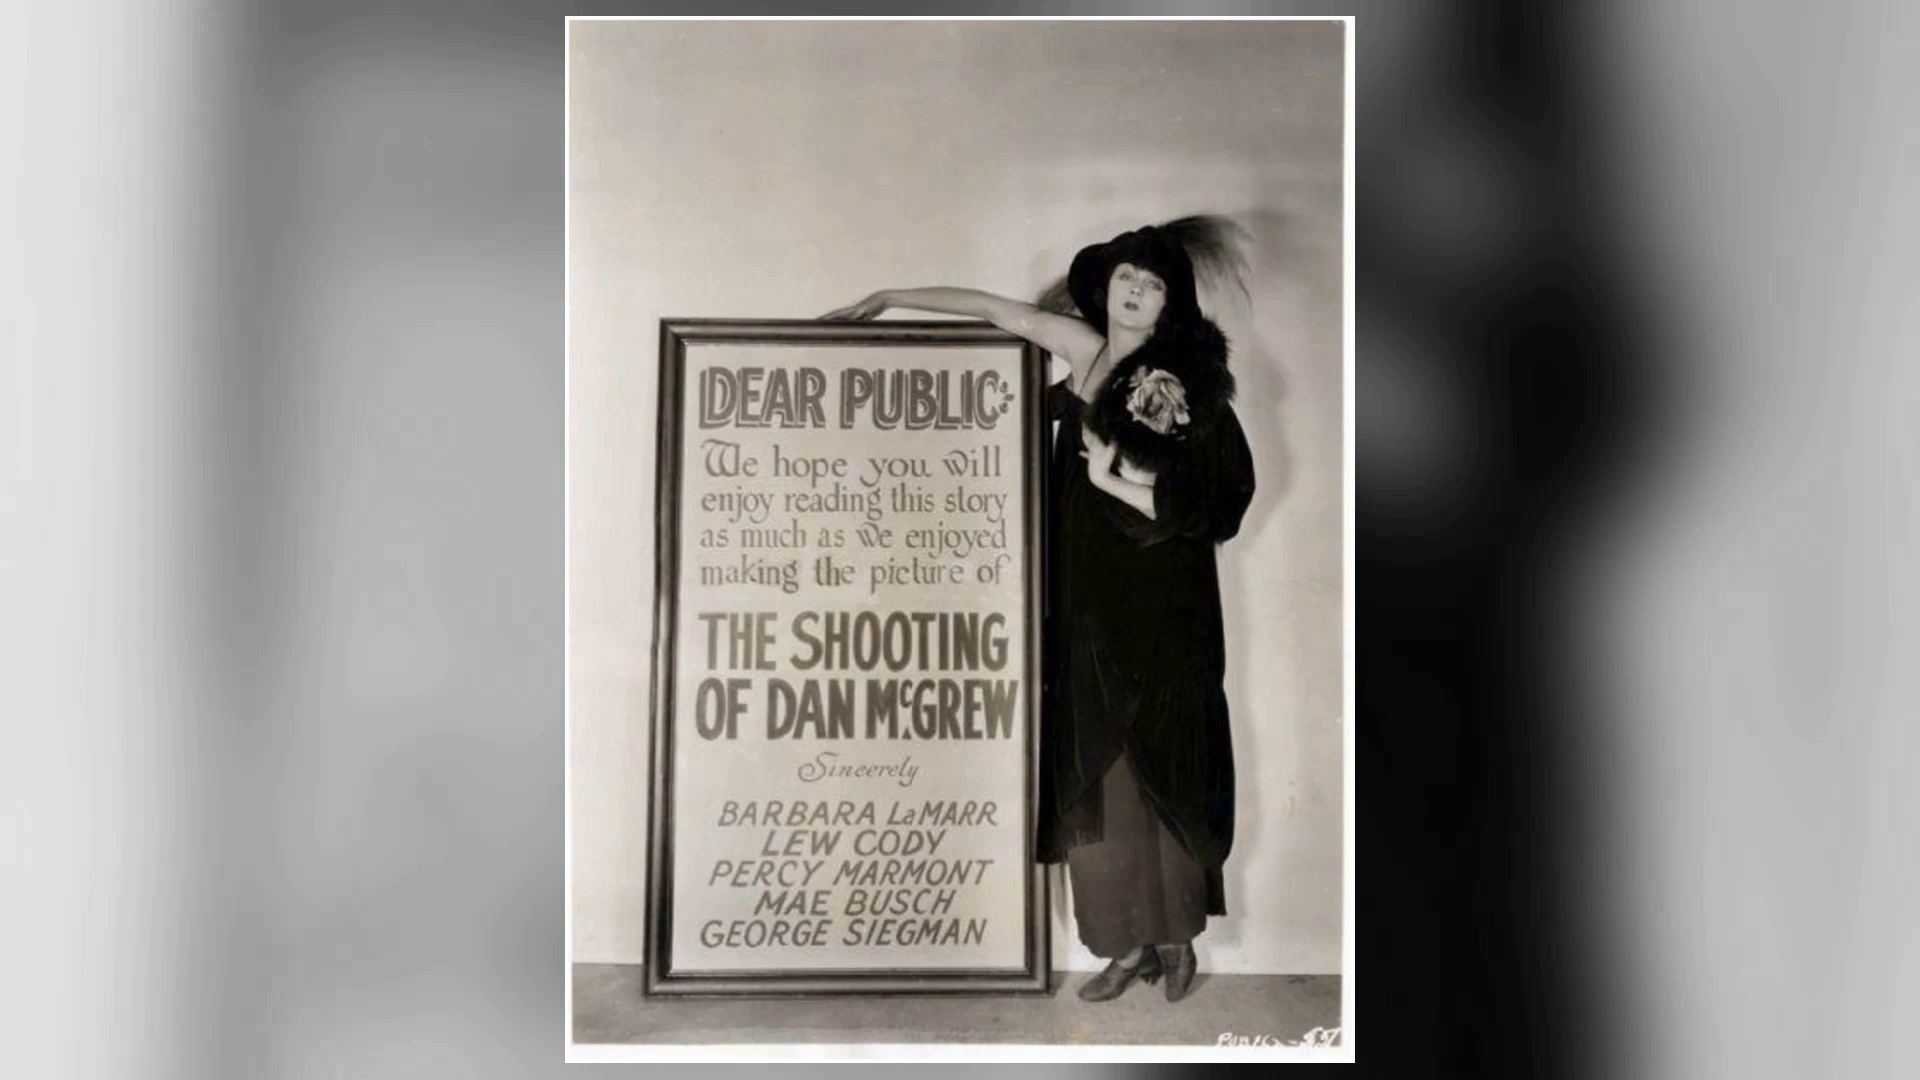 DEAR PUBLIC:
We hope you will
enjoy reading this story
as much as we enjoyed
making the picture of
THE SHOOTING
OF DAN McGREW
Sincerely
BARBARA LaMARR
LEW CODY
PERCY MARMONT
MAE BUSCH
GEORGE SIEGMAN